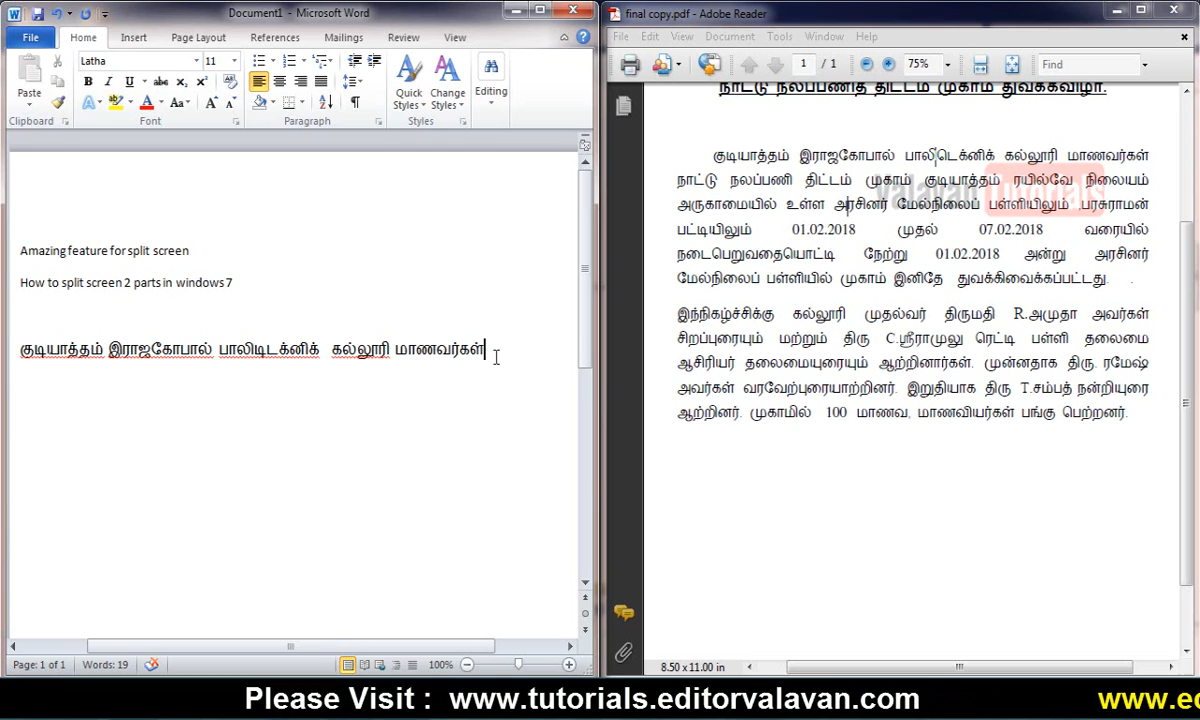 Document1 - Microsoft Word
File Home Insert Page Layout References Mailings Review View
Latha 11
Paste
Quick Styles
Change Styles
Editing
Clipboard Font Paragraph Styles
Amazing feature for split screen
How to split screen 2 parts in windows 7
குடியாத்தம் இராஜகோபால் பாலிடிடக்னிக் கல்லூரி மாணவர்கள்
Page: 1 of 1 Words: 19 100%
final copy.pdf - Adobe Reader
File Edit View Document Tools Window Help
1 / 1 75% Find
நாட்டு நலப்பணித் திட்டம் முகாம் துவக்கவிழா.
குடியாத்தம் இராஜகோபால் பாலிடெக்னிக் கல்லூரி மாணவர்கள்
நாட்டு நலப்பணி திட்டம் முகாம் குடியாத்தம் ரயில்வே நிலையம்
அருகாமையில் உள்ள அரசினர் மேல்நிலைப் பள்ளியிலும் ,பரசுராமன்
பட்டியிலும் 01.02.2018 முதல் 07.02.2018 வரையில்
நடைபெறுவதையொட்டி நேற்று 01.02.2018 அன்று அரசினர்
மேல்நிலைப் பள்ளியில் முகாம் இனிதே துவக்கிவைக்கப்பட்டது. .
இந்நிகழ்ச்சிக்கு கல்லூரி முதல்வர் திருமதி R.அமுதா அவர்கள்
சிறப்புரையும் மற்றும் திரு C.ஸ்ரீராமுலு ரெட்டி பள்ளி தலைமை
ஆசிரியர் தலைமையுரையும் ஆற்றினார்கள். முன்னதாக திரு. ரமேஷ்
அவர்கள் வரவேற்புரையாற்றினர். இறுதியாக திரு T.சம்பத் நன்றியுரை
ஆற்றினர். முகாமில் 100 மாணவ, மாணவியர்கள் பங்கு பெற்றனர்.
Valavan Tutorials
8.50 x 11.00 in
Please Visit : www.tutorials.editorvalavan.com